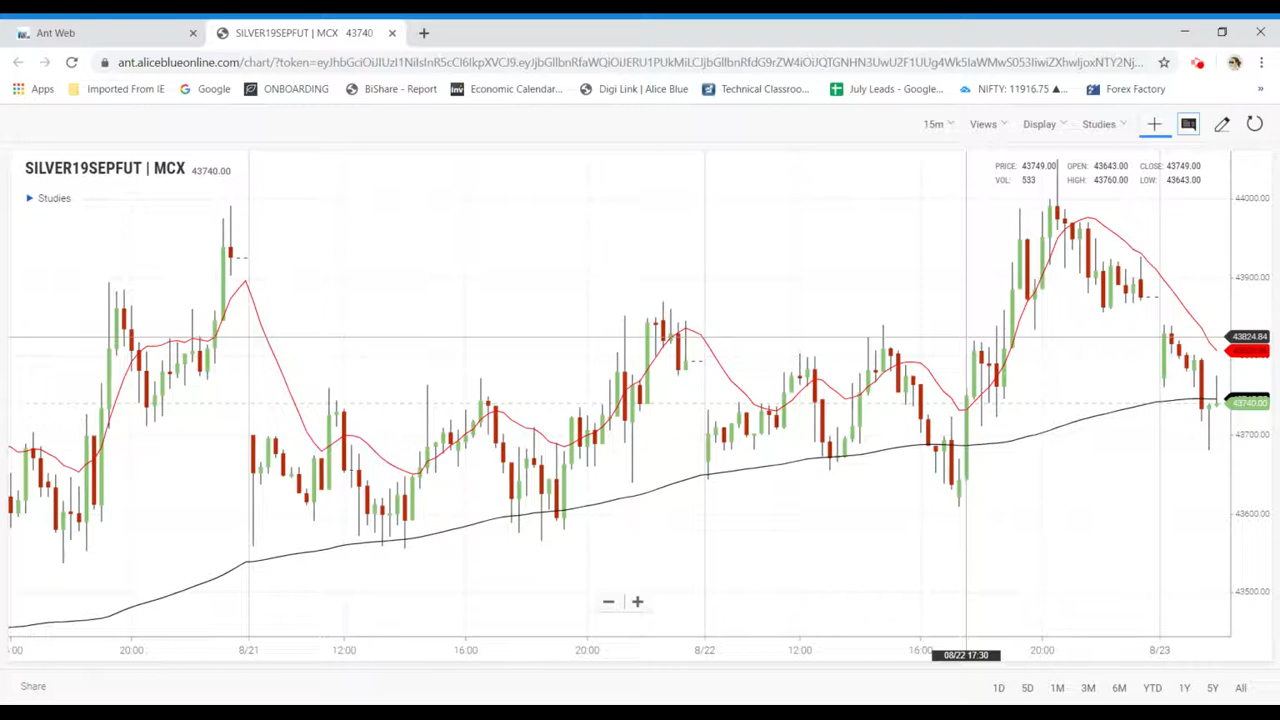 Ant Web
SILVER19SEPFUT | MCX 43740
ant.aliceblueonline.com/chart/?token=
Apps Imported From IE Google ONBOARDING BiShare - Report Economic Calendar... Digi Link | Alice Blue Technical Classroo... July Leads - Google... NIFTY: 11916.75 ▲... Forex Factory »
15m Views Display Studies
SILVER19SEPFUT | MCX 43740.00
PRICE: 43749.00 OPEN: 43643.00 CLOSE: 43749.00
VOL: 533 HIGH: 43760.00 LOW: 43643.00
Studies
44000.00
43900.00
43824.84
43740.00
43700.00
43600.00
43500.00
:00 20:00 8/21 12:00 16:00 20:00 8/22 12:00 16:00 20:00 8/23
08/22 17:30
Share 1D 5D 1M 3M 6M YTD 1Y 5Y All